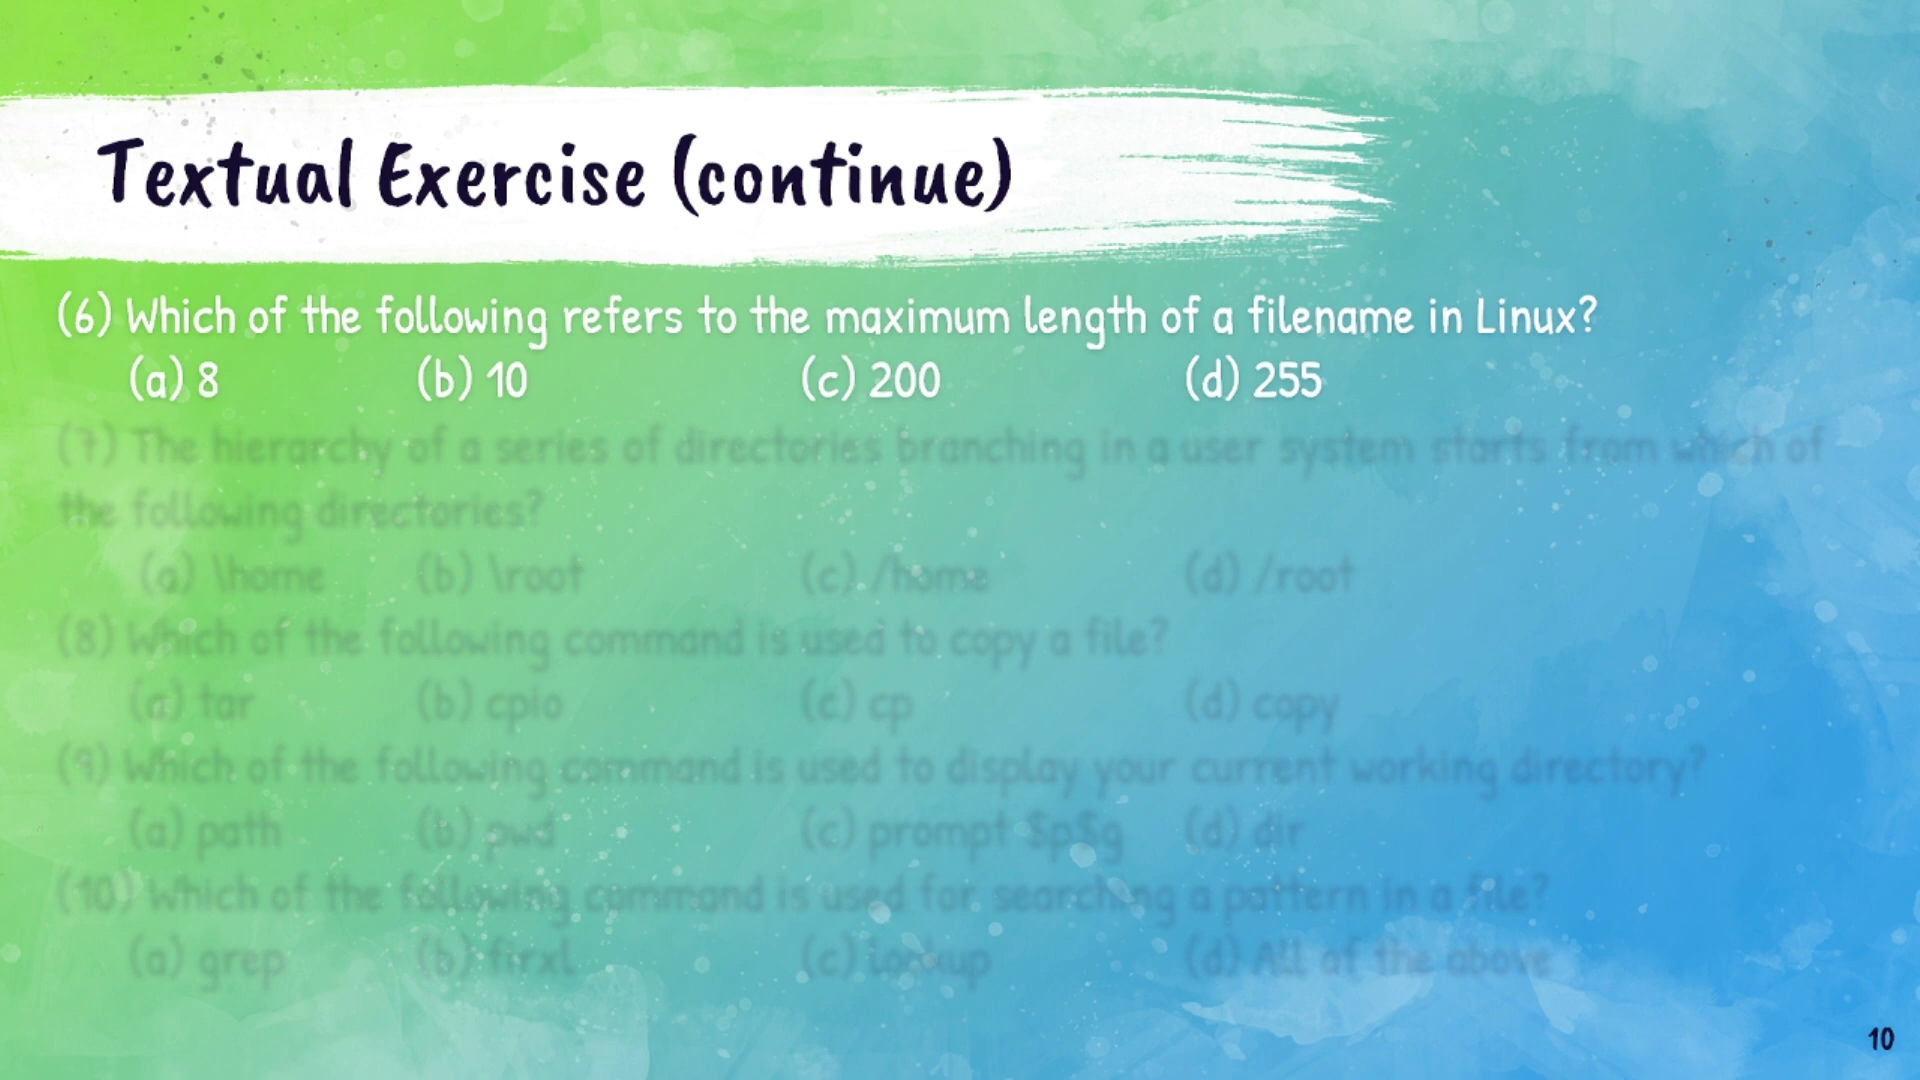 Textual Exercise (continue)
(6) Which of the following refers to the maximum length of a filename in Linux?
(a) 8 (b) 10 (c) 200 (d) 255
(7) The hierarchy of a series of directories branching in a user system starts from which of
the following directories?
(a) \home (b) \root (c) /home (d) /root
(8) Which of the following command is used to copy a file?
(a) tar (b) cpio (c) cp (d) copy
(9) Which of the following command is used to display your current working directory?
(a) path (b) pwd (c) prompt $p$g (d) dir
(10) Which of the following command is used for searching a pattern in a file?
(a) grep (b) (c) lookup (d) All of the above
10